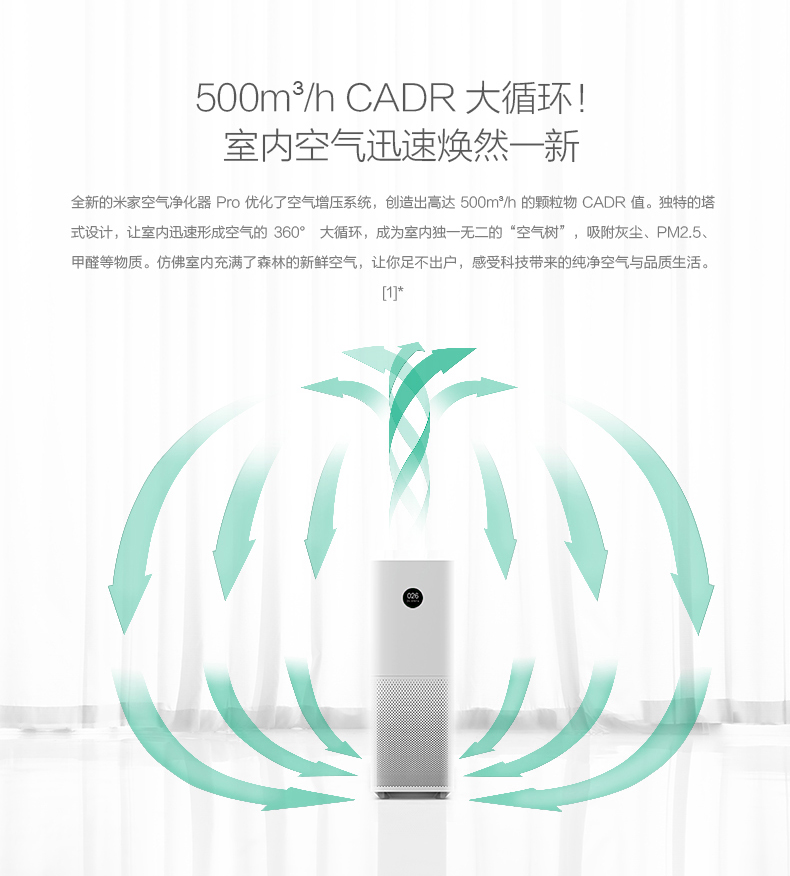 500m³/h CADR 大循环！
室内空气迅速焕然一新
全新的米家空气净化器 Pro 优化了空气增压系统，创造出高达 500m³/h 的颗粒物 CADR 值。独特的塔
式设计，让室内迅速形成空气的 360° 大循环，成为室内独一无二的“空气树”，吸附灰尘、PM2.5、
甲醛等物质。仿佛室内充满了森林的新鲜空气，让你足不出户，感受科技带来的纯净空气与品质生活。
[1]*
026